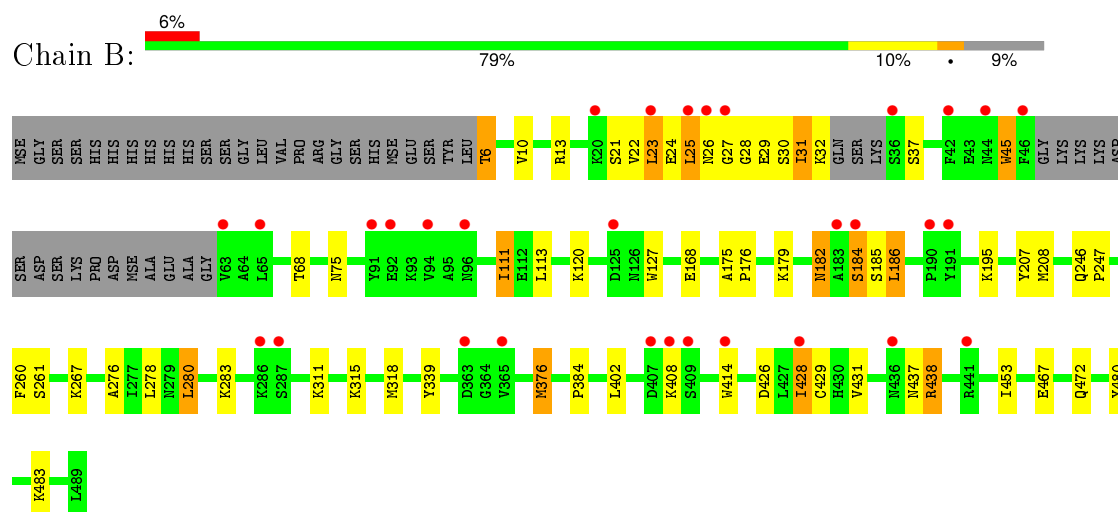 6%
Chain B:
79% 10% • 9%
MSE GLY SER SER HIS HIS HIS HIS HIS HIS SER SER GLY LEU VAL PRO ARG GLY SER HIS MSE GLU SER TYR LEU T6 V10 R13 K20 S21 V22 L23 E24 L25 N26 G27 G28 E29 S30 I31 K32 GLN SER LYS S36 S37 F42 E43 N44 W45 F46 GLY LYS LYS LYS ASP
SER ASP SER LYS PRO ASP MSE ALA GLU ALA GLY V63 A64 L65 T68 N75 Y91 E92 K93 V94 A95 N96 I111 E112 L113 K120 D125 N126 W127 E168 A175 P176 K179 N182 A183 S184 S185 L186 P190 Y191 K195 Y207 M208 Q246 P247
F260 S261 K267 A276 I277 L278 N279 L280 K283 K286 S287 K311 K315 M318 Y339 D363 G364 V365 M376 P384 L402 D407 K408 S409 W414 D426 L427 I428 C429 H430 V431 N436 N437 R438 R441 I453 E467 Q472 Y480
K483 L489